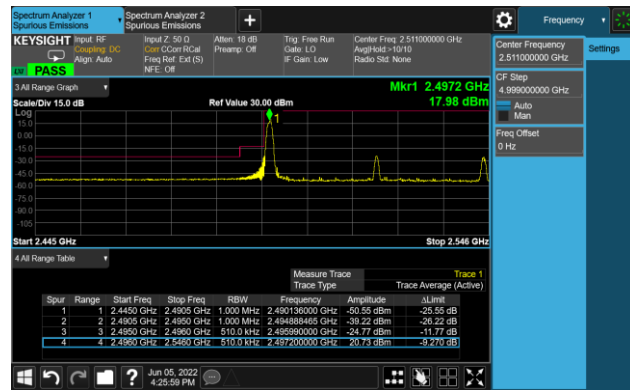 Spectrum Analyzer 1
Spurious Emissions
Spectrum Analyzer 2
Spurious Emissions
+
Frequency
KEYSIGHT
Input: RF
Coupling: DC
Align: Auto
Input Z: 50 Ω
Corr CCorr RCal
Freq Ref: Ext (S)
NFE: Off
Atten: 18 dB
Preamp: Off
Trig: Free Run
Gate: LO
IF Gain: Low
Center Freq: 2.511000000 GHz
Avg|Hold:>10/10
Radio Std: None
PASS
Center Frequency
2.511000000 GHz
Settings
CF Step
4.999000000 GHz
Auto
Man
Freq Offset
0 Hz
3 All Range Graph
Mkr1 2.4972 GHz
Scale/Div 15.0 dB
Ref Value 30.00 dBm
17.98 dBm
Log
15.0
0.00
-15.0
-30.0
-45.0
-60.0
-75.0
-90.0
-105
1
Start 2.445 GHz
Stop 2.546 GHz
4 All Range Table
Measure Trace Trace 1
Trace Type Trace Average (Active)
Spur Range Start Freq Stop Freq RBW Frequency Amplitude ΔLimit
1 1 2.4450 GHz 2.4905 GHz 1.000 MHz 2.490136000 GHz -50.55 dBm -25.55 dB
2 2 2.4905 GHz 2.4950 GHz 1.000 MHz 2.494888465 GHz -39.22 dBm -26.22 dB
3 3 2.4950 GHz 2.4960 GHz 510.0 kHz 2.495990000 GHz -24.77 dBm -11.77 dB
4 4 2.4960 GHz 2.5460 GHz 510.0 kHz 2.497200000 GHz 20.73 dBm -9.270 dB
?
Jun 05, 2022
4:25:59 PM